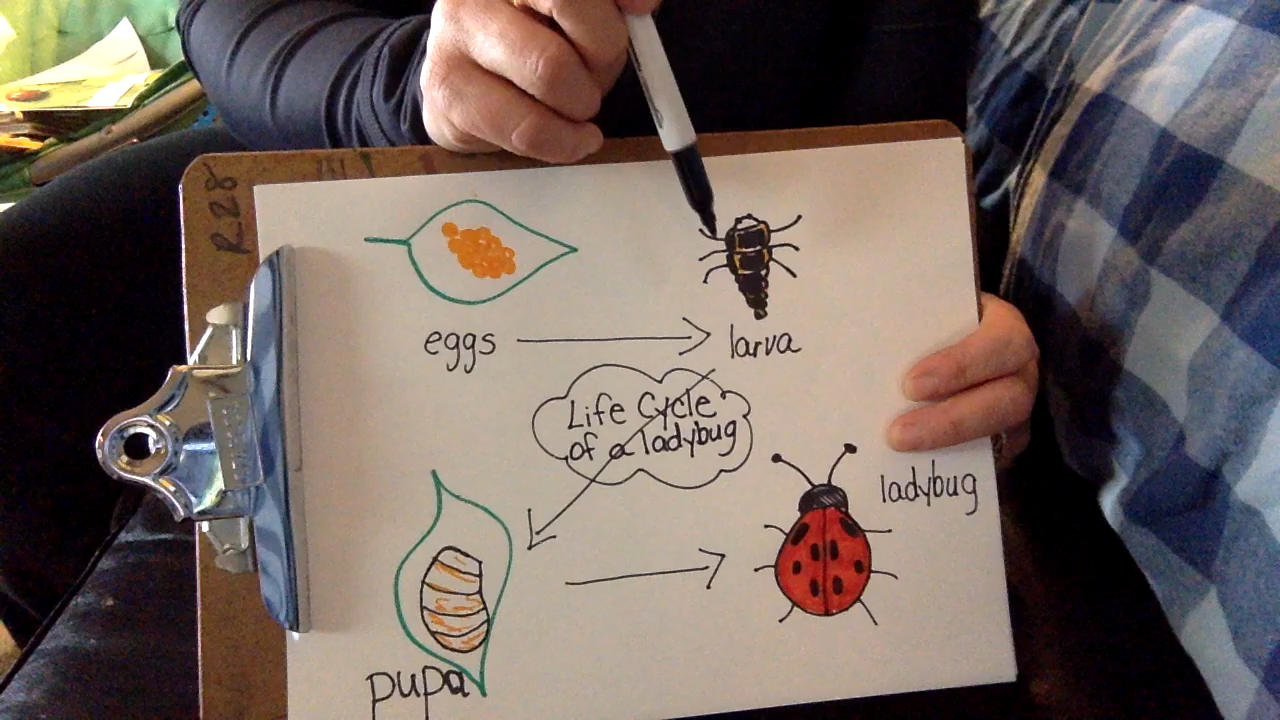 R28
eggs
larva
Life Cycle
of a ladybug
ladybug
pupa